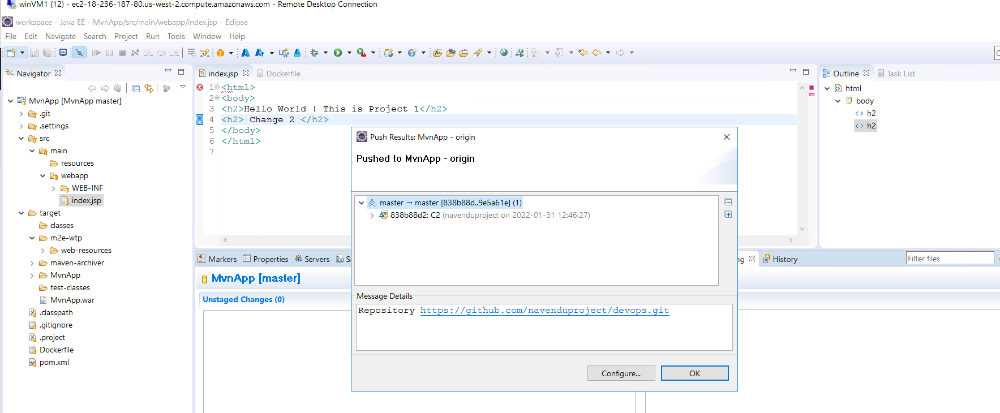 winVM1 (12) - ec2-18-236-187-80.us-west-2.compute.amazonaws.com - Remote Desktop Connection
workspace - Java EE - MvnApp/src/main/webapp/index.jsp - Eclipse
File Edit Navigate Search Project Run Tools Window Help
Navigator
MvnApp [MvnApp master]
.git
.settings
src
main
resources
webapp
WEB-INF
index.jsp
target
classes
m2e-wtp
web-resources
maven-archiver
MvnApp
test-classes
MvnApp.war
.classpath
.gitignore
.project
Dockerfile
pom.xml
index.jsp Dockerfile
1 <html>
2 <body>
3 <h2>Hello World ! This is Project 1</h2>
4 <h2> Change 2 </h2>
5 </body>
6 </html>
7
Outline Task List
html
body
h2
h2
Push Results: MvnApp - origin
Pushed to MvnApp - origin
master → master [838b88d..9e5a61e] (1)
838b88d2: C2 (navenduproject on 2022-01-31 12:46:27)
Message Details
Repository https://github.com/navenduproject/devops.git
Configure... OK
Markers Properties Servers S
ng History
Filter files
MvnApp [master]
Unstaged Changes (0)